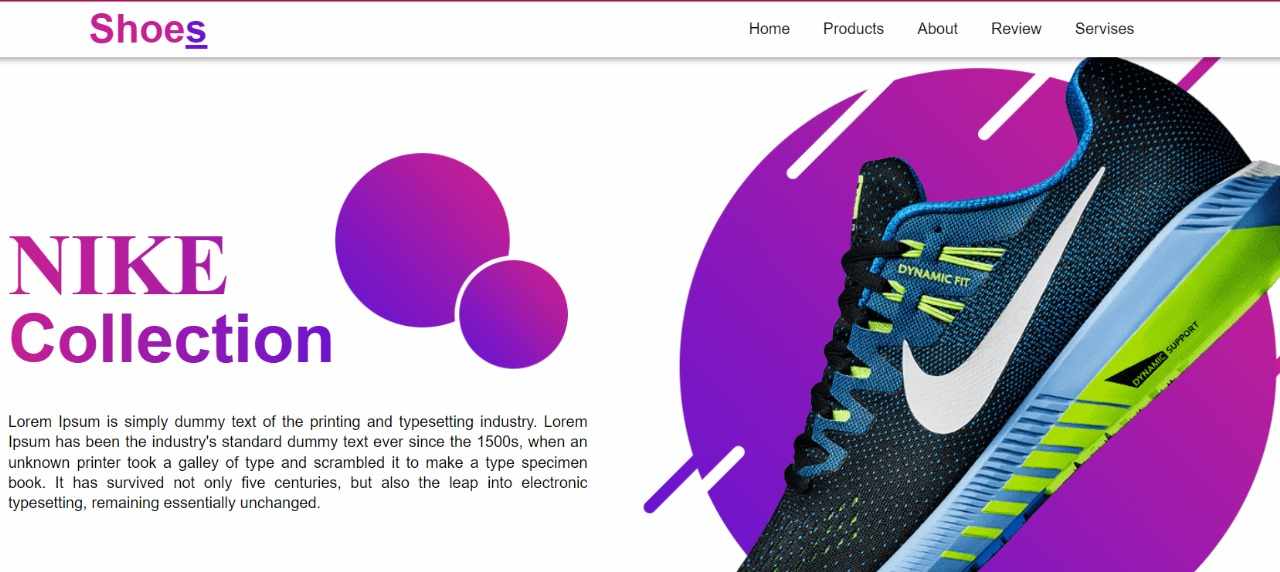 Shoes
Home Products About Review Servises
NIKE
Collection
Lorem Ipsum is simply dummy text of the printing and typesetting industry. Lorem
Ipsum has been the industry's standard dummy text ever since the 1500s, when an
unknown printer took a galley of type and scrambled it to make a type specimen
book. It has survived not only five centuries, but also the leap into electronic
typesetting, remaining essentially unchanged.
DYNAMIC FIT
DYNAMIC SUPPORT